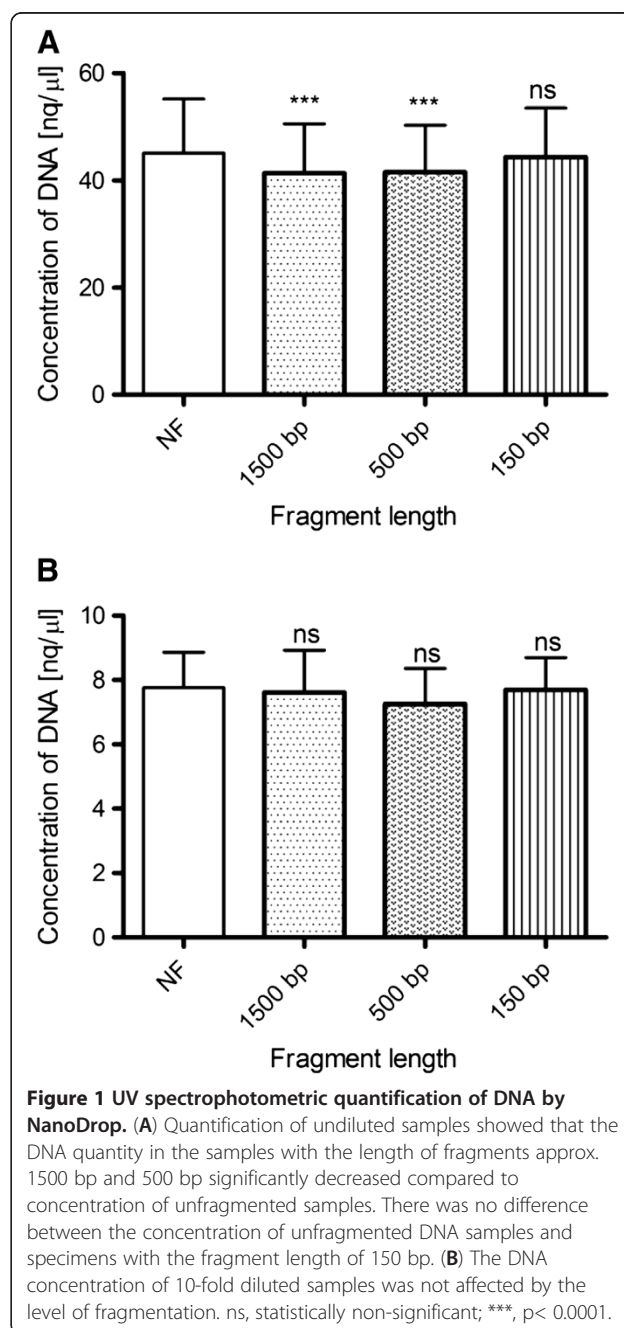 A
Concentration of DNA [nq/µl]
60
40
20
0
***
***
ns
NF
1500 bp
500 bp
150 bp
Fragment length
B
Concentration of DNA [nq/µl]
10
8
6
4
2
0
ns
ns
ns
NF
1500 bp
500 bp
150 bp
Fragment length
Figure 1 UV spectrophotometric quantification of DNA by
NanoDrop. (A) Quantification of undiluted samples showed that the
DNA quantity in the samples with the length of fragments approx.
1500 bp and 500 bp significantly decreased compared to
concentration of unfragmented samples. There was no difference
between the concentration of unfragmented DNA samples and
specimens with the fragment length of 150 bp. (B) The DNA
concentration of 10-fold diluted samples was not affected by the
level of fragmentation. ns, statistically non-significant; ***, p< 0.0001.